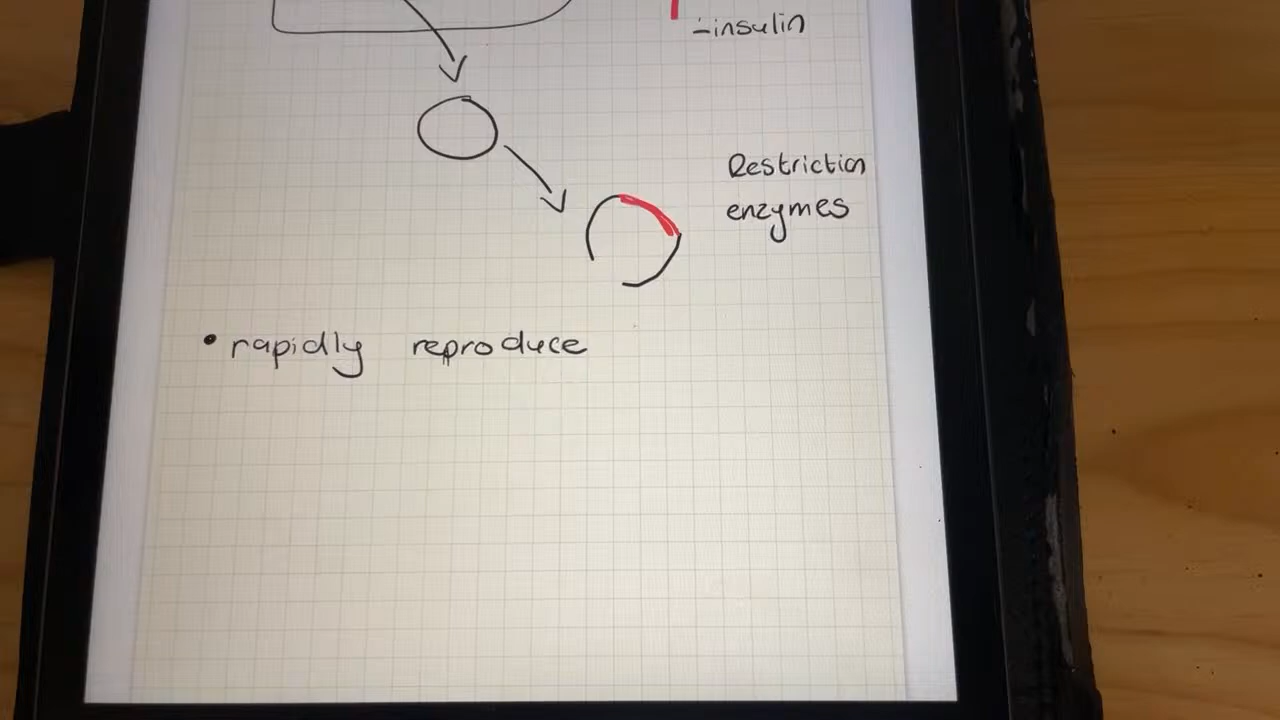 -insulin
Restriction
enzymes
• rapidly reproduce